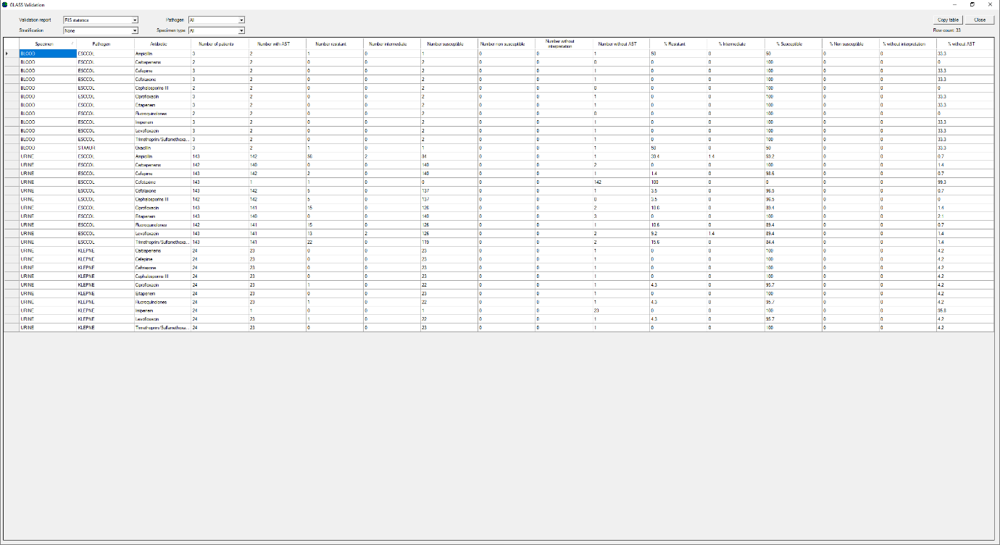 GLASS Validation
Validation report RIS statistics Pathogen All Copy table Close
Stratification None Specimen type All Row count: 33
Specimen Pathogen Antibiotic Number of patients Number with AST Number resistant Number intermediate Number susceptible Number non susceptible Number without interpretation Number without AST % Resistant % Intermediate % Susceptible % Non susceptible % without interpretation % without AST
BLOOD ESCCOL Ampicillin 3 2 1 0 1 0 0 1 50 0 50 0 0 33.3
BLOOD ESCCOL Carbapenems 2 2 0 0 2 0 0 0 0 0 100 0 0 0
BLOOD ESCCOL Cefepime 3 2 0 0 2 0 0 1 0 0 100 0 0 33.3
BLOOD ESCCOL Ceftriaxone 3 2 0 0 2 0 0 1 0 0 100 0 0 33.3
BLOOD ESCCOL Cephalosporins III 2 2 0 0 2 0 0 0 0 0 100 0 0 0
BLOOD ESCCOL Ciprofloxacin 3 2 0 0 2 0 0 1 0 0 100 0 0 33.3
BLOOD ESCCOL Ertapenem 3 2 0 0 2 0 0 1 0 0 100 0 0 33.3
BLOOD ESCCOL Fluoroquinolones 2 2 0 0 2 0 0 0 0 0 100 0 0 0
BLOOD ESCCOL Imipenem 3 2 0 0 2 0 0 1 0 0 100 0 0 33.3
BLOOD ESCCOL Levofloxacin 3 2 0 0 2 0 0 1 0 0 100 0 0 33.3
BLOOD ESCCOL Trimethoprim/Sulfamethoxa... 3 2 0 0 2 0 0 1 0 0 100 0 0 33.3
BLOOD STAAUR Oxacillin 3 2 1 0 1 0 0 1 50 0 50 0 0 33.3
URINE ESCCOL Ampicillin 143 142 56 2 84 0 0 1 39.4 1.4 59.2 0 0 0.7
URINE ESCCOL Carbapenems 142 140 0 0 140 0 0 2 0 0 100 0 0 1.4
URINE ESCCOL Cefepime 143 142 2 0 140 0 0 1 1.4 0 98.6 0 0 0.7
URINE ESCCOL Cefotaxime 143 1 1 0 0 0 0 142 100 0 0 0 0 99.3
URINE ESCCOL Ceftriaxone 143 142 5 0 137 0 0 1 3.5 0 96.5 0 0 0.7
URINE ESCCOL Cephalosporins III 142 142 5 0 137 0 0 0 3.5 0 96.5 0 0 0
URINE ESCCOL Ciprofloxacin 143 141 15 0 126 0 0 2 10.6 0 89.4 0 0 1.4
URINE ESCCOL Ertapenem 143 140 0 0 140 0 0 3 0 0 100 0 0 2.1
URINE ESCCOL Fluoroquinolones 142 141 15 0 126 0 0 1 10.6 0 89.4 0 0 0.7
URINE ESCCOL Levofloxacin 143 141 13 2 126 0 0 2 9.2 1.4 89.4 0 0 1.4
URINE ESCCOL Trimethoprim/Sulfamethoxa... 143 141 22 0 119 0 0 2 15.6 0 84.4 0 0 1.4
URINE KLEPNE Carbapenems 24 23 0 0 23 0 0 1 0 0 100 0 0 4.2
URINE KLEPNE Cefepime 24 23 0 0 23 0 0 1 0 0 100 0 0 4.2
URINE KLEPNE Ceftriaxone 24 23 0 0 23 0 0 1 0 0 100 0 0 4.2
URINE KLEPNE Cephalosporins III 24 23 0 0 23 0 0 1 0 0 100 0 0 4.2
URINE KLEPNE Ciprofloxacin 24 23 1 0 22 0 0 1 4.3 0 95.7 0 0 4.2
URINE KLEPNE Ertapenem 24 23 0 0 23 0 0 1 0 0 100 0 0 4.2
URINE KLEPNE Fluoroquinolones 24 23 1 0 22 0 0 1 4.3 0 95.7 0 0 4.2
URINE KLEPNE Imipenem 24 1 0 0 1 0 0 23 0 0 100 0 0 95.8
URINE KLEPNE Levofloxacin 24 23 1 0 22 0 0 1 4.3 0 95.7 0 0 4.2
URINE KLEPNE Trimethoprim/Sulfamethoxa... 24 23 0 0 23 0 0 1 0 0 100 0 0 4.2